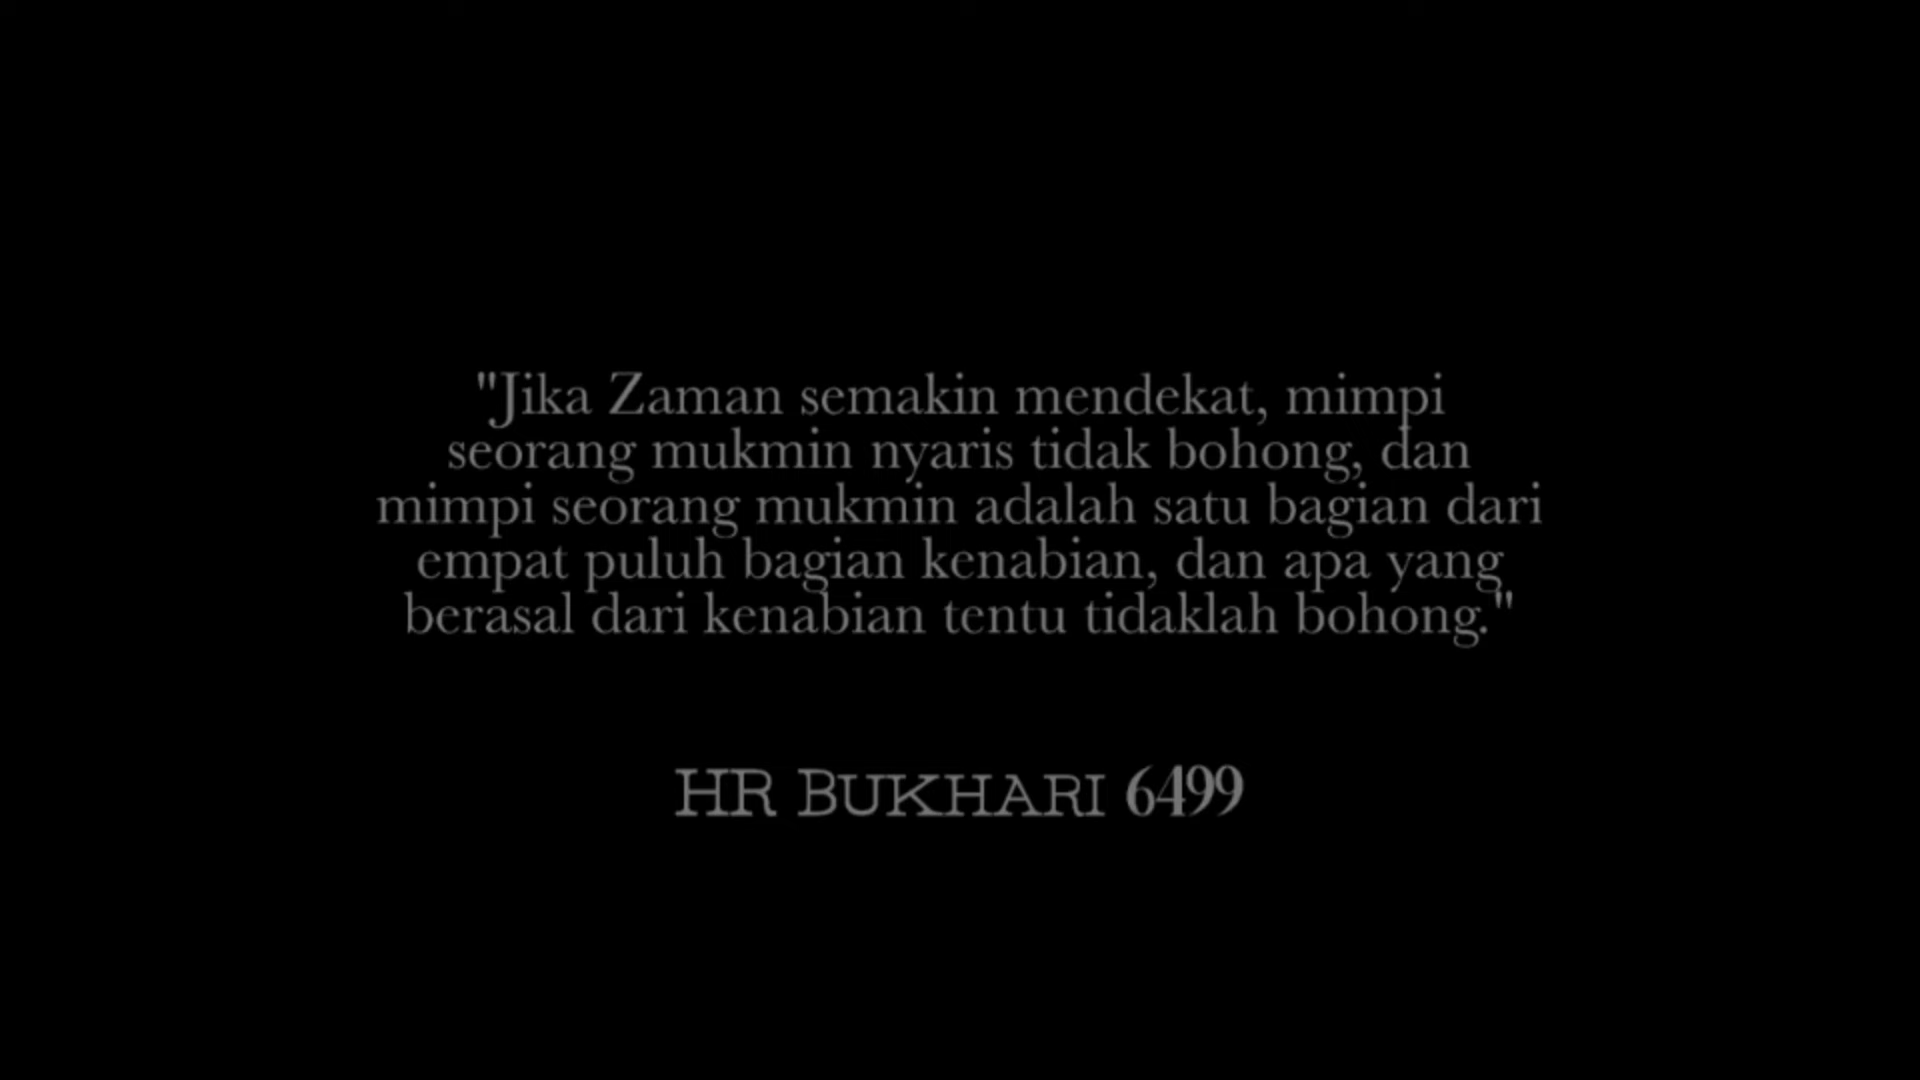 "Jika Zaman semakin mendekat, mimpi
seorang mukmin nyaris tidak bohong, dan
mimpi seorang mukmin adalah satu bagian dari
empat puluh bagian kenabian, dan apa yang
berasal dari kenabian tentu tidaklah bohong."
HR BUKHARI 6499